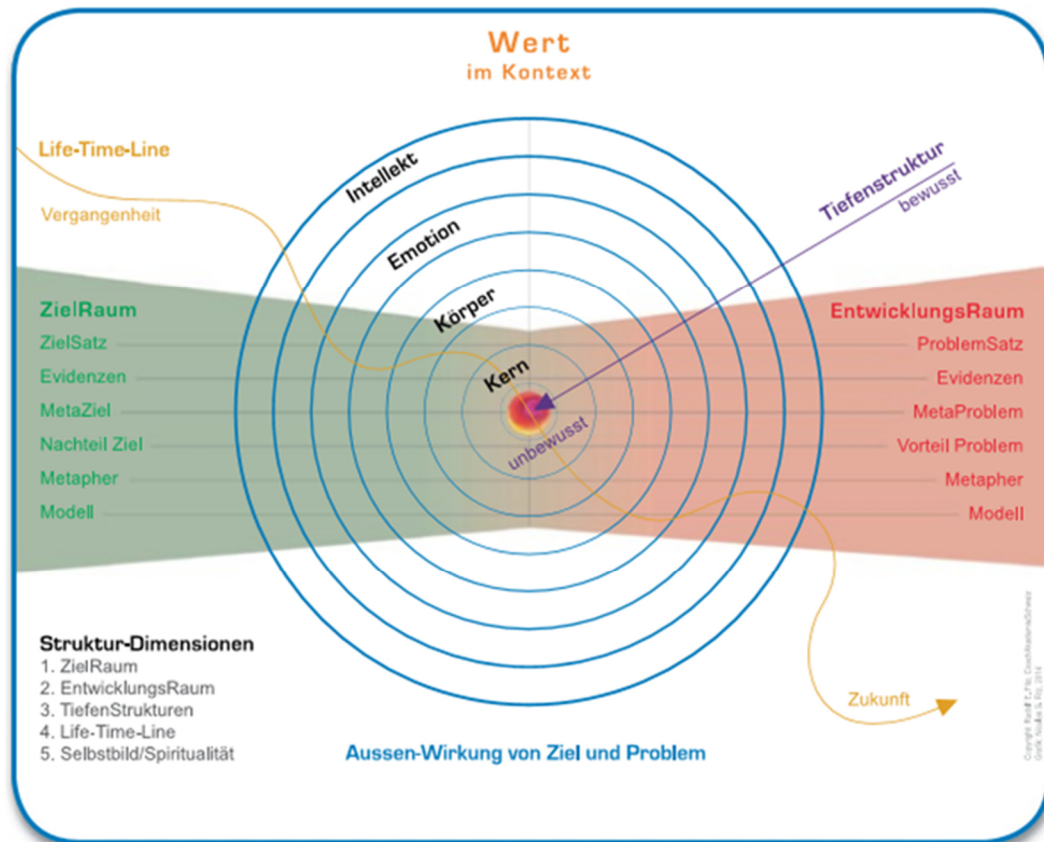 Wert
im Kontext
Life-Time-Line
Vergangenheit
Intellekt
Emotion
Körper
Kern
unbewusst
Tiefenstruktur
bewusst
ZielRaum
ZielSatz
Evidenzen
MetaZiel
Nachteil Ziel
Metapher
Modell
EntwicklungsRaum
ProblemSatz
Evidenzen
MetaProblem
Vorteil Problem
Metapher
Modell
Struktur-Dimensionen
1. ZielRaum
2. EntwicklungsRaum
3. TiefenStrukturen
4. Life-Time-Line
5. Selbstbild/Spiritualität
Zukunft
Aussen-Wirkung von Ziel und Problem
Copyright
2014